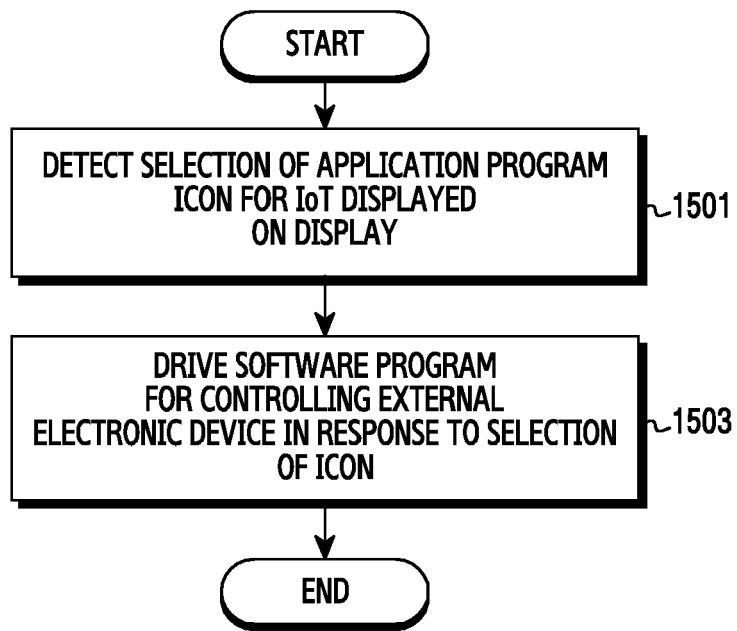 START
DETECT SELECTION OF APPLICATION PROGRAM
ICON FOR IoT DISPLAYED
ON DISPLAY
1501
DRIVE SOFTWARE PROGRAM
FOR CONTROLLING EXTERNAL
ELECTRONIC DEVICE IN RESPONSE TO SELECTION
OF ICON
1503
END